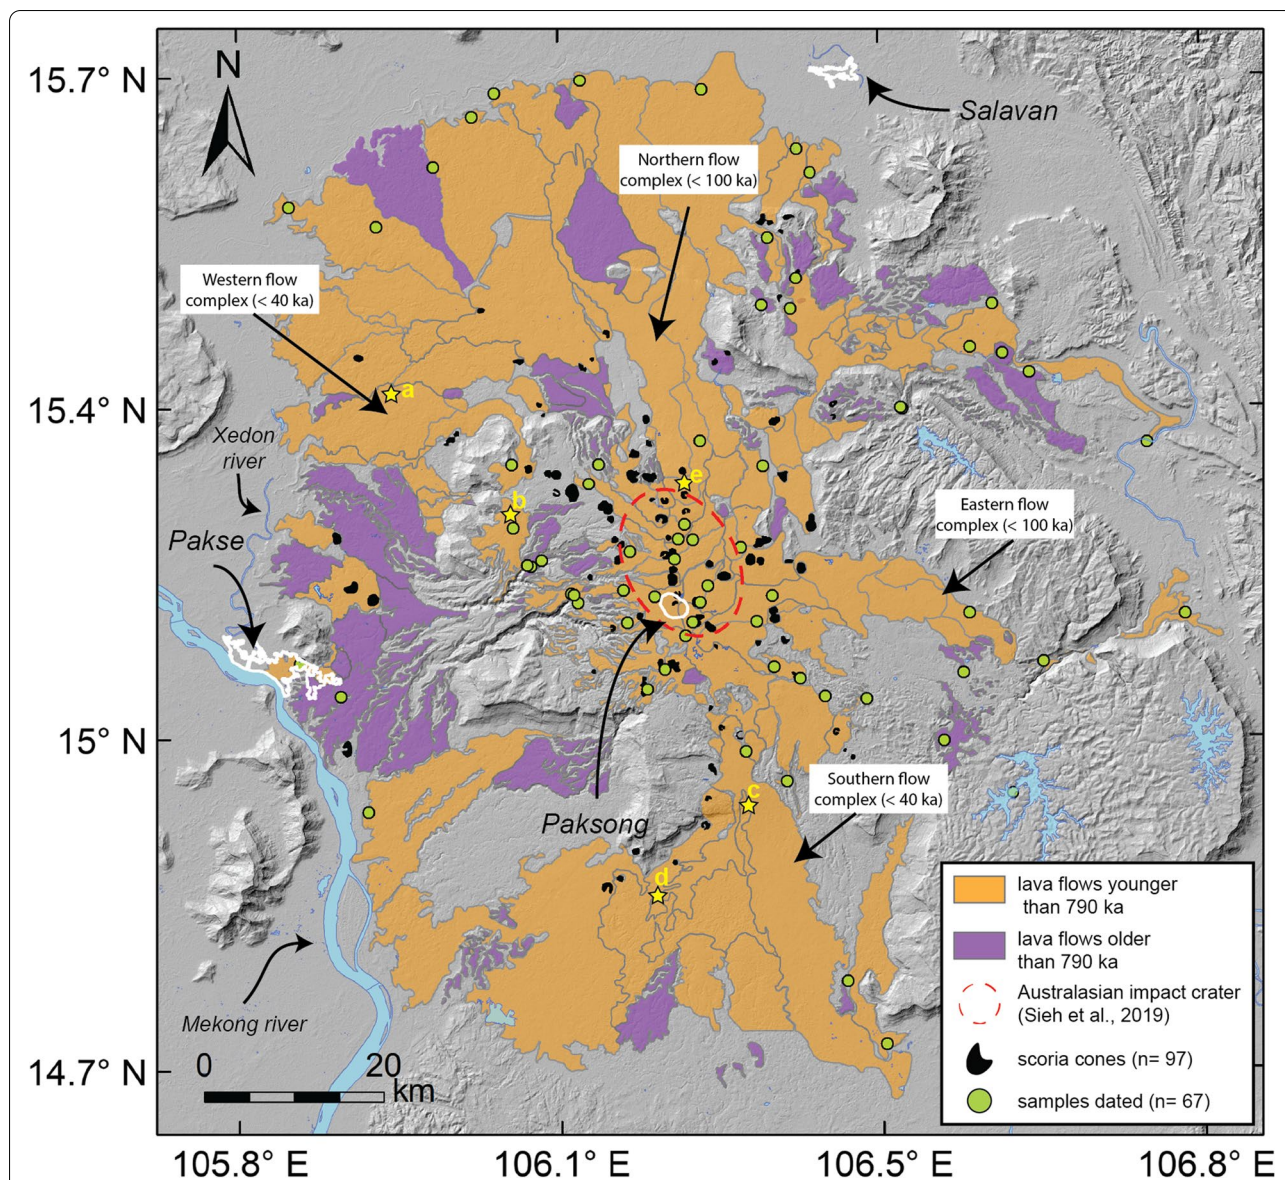 N
15.7° N
Salavan
Northern flow
complex (< 100 ka)
Western flow
complex (< 40 ka)
a
15.4° N
Xedon
river
e
b
Eastern flow
complex (< 100 ka)
Pakse
15° N
Southern flow
complex (< 40 ka)
c
Paksong
d
lava flows younger
than 790 ka
lava flows older
than 790 ka
Australasian impact crater
(Sieh et al., 2019)
Mekong river
scoria cones (n= 97)
14.7° N
0 20
km
samples dated (n= 67)
105.8° E 106.1° E 106.5° E 106.8° E